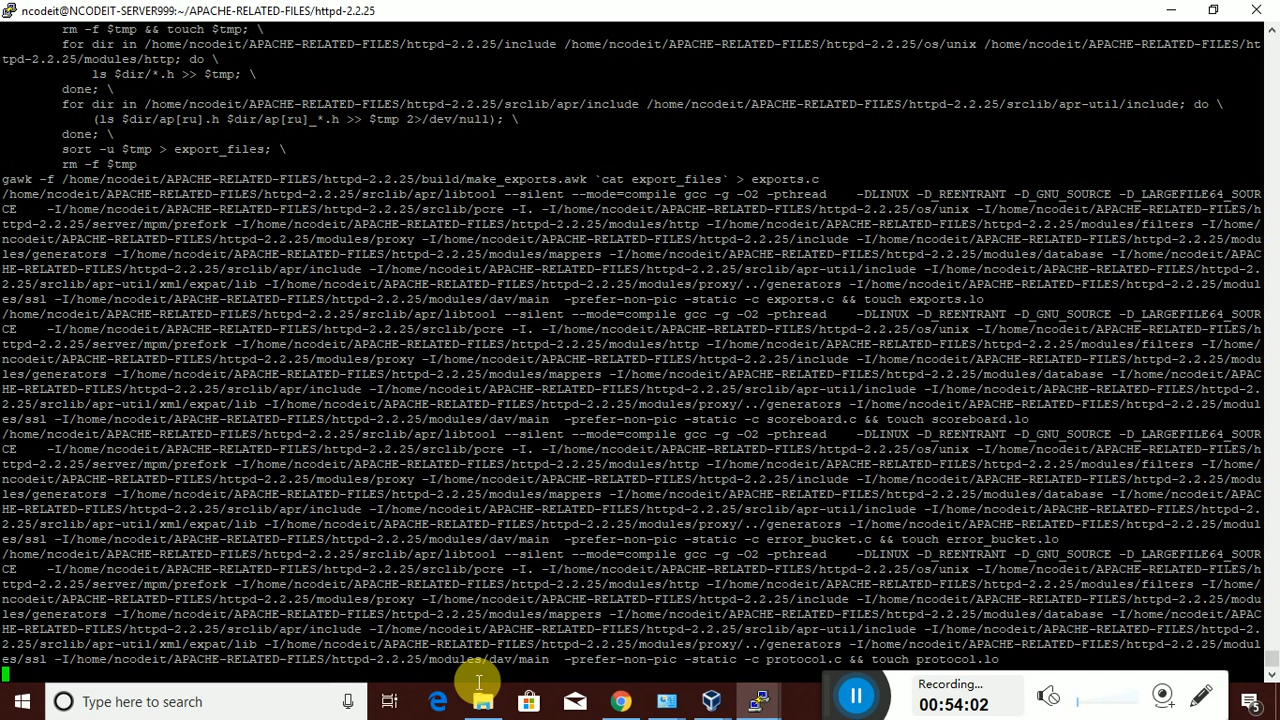 ncodeit@NCODEIT-SERVER999:~/APACHE-RELATED-FILES/httpd-2.2.25
rm -f $tmp && touch $tmp; \
for dir in /home/ncodeit/APACHE-RELATED-FILES/httpd-2.2.25/include /home/ncodeit/APACHE-RELATED-FILES/httpd-2.2.25/os/unix /home/ncodeit/APACHE-RELATED-FILES/ht
tpd-2.2.25/modules/http; do \
ls $dir/*.h >> $tmp; \
done; \
for dir in /home/ncodeit/APACHE-RELATED-FILES/httpd-2.2.25/srclib/apr/include /home/ncodeit/APACHE-RELATED-FILES/httpd-2.2.25/srclib/apr-util/include; do \
(ls $dir/ap[ru].h $dir/ap[ru]_*.h >> $tmp 2>/dev/null); \
done; \
sort -u $tmp > export_files; \
rm -f $tmp
gawk -f /home/ncodeit/APACHE-RELATED-FILES/httpd-2.2.25/build/make_exports.awk `cat export_files` > exports.c
/home/ncodeit/APACHE-RELATED-FILES/httpd-2.2.25/srclib/apr/libtool --silent --mode=compile gcc -g -O2 -pthread -DLINUX -D_REENTRANT -D_GNU_SOURCE -D_LARGEFILE64_SOUR
CE -I/home/ncodeit/APACHE-RELATED-FILES/httpd-2.2.25/srclib/pcre -I. -I/home/ncodeit/APACHE-RELATED-FILES/httpd-2.2.25/os/unix -I/home/ncodeit/APACHE-RELATED-FILES/h
ttpd-2.2.25/server/mpm/prefork -I/home/ncodeit/APACHE-RELATED-FILES/httpd-2.2.25/modules/http -I/home/ncodeit/APACHE-RELATED-FILES/httpd-2.2.25/modules/filters -I/home/
ncodeit/APACHE-RELATED-FILES/httpd-2.2.25/modules/proxy -I/home/ncodeit/APACHE-RELATED-FILES/httpd-2.2.25/include -I/home/ncodeit/APACHE-RELATED-FILES/httpd-2.2.25/modu
les/generators -I/home/ncodeit/APACHE-RELATED-FILES/httpd-2.2.25/modules/mappers -I/home/ncodeit/APACHE-RELATED-FILES/httpd-2.2.25/modules/database -I/home/ncodeit/APAC
HE-RELATED-FILES/httpd-2.2.25/srclib/apr/include -I/home/ncodeit/APACHE-RELATED-FILES/httpd-2.2.25/srclib/apr-util/include -I/home/ncodeit/APACHE-RELATED-FILES/httpd-2.
2.25/srclib/apr-util/xml/expat/lib -I/home/ncodeit/APACHE-RELATED-FILES/httpd-2.2.25/modules/proxy/../generators -I/home/ncodeit/APACHE-RELATED-FILES/httpd-2.2.25/modul
es/ssl -I/home/ncodeit/APACHE-RELATED-FILES/httpd-2.2.25/modules/dav/main -prefer-non-pic -static -c exports.c && touch exports.lo
/home/ncodeit/APACHE-RELATED-FILES/httpd-2.2.25/srclib/apr/libtool --silent --mode=compile gcc -g -O2 -pthread -DLINUX -D_REENTRANT -D_GNU_SOURCE -D_LARGEFILE64_SOUR
CE -I/home/ncodeit/APACHE-RELATED-FILES/httpd-2.2.25/srclib/pcre -I. -I/home/ncodeit/APACHE-RELATED-FILES/httpd-2.2.25/os/unix -I/home/ncodeit/APACHE-RELATED-FILES/h
ttpd-2.2.25/server/mpm/prefork -I/home/ncodeit/APACHE-RELATED-FILES/httpd-2.2.25/modules/http -I/home/ncodeit/APACHE-RELATED-FILES/httpd-2.2.25/modules/filters -I/home/
ncodeit/APACHE-RELATED-FILES/httpd-2.2.25/modules/proxy -I/home/ncodeit/APACHE-RELATED-FILES/httpd-2.2.25/include -I/home/ncodeit/APACHE-RELATED-FILES/httpd-2.2.25/modu
les/generators -I/home/ncodeit/APACHE-RELATED-FILES/httpd-2.2.25/modules/mappers -I/home/ncodeit/APACHE-RELATED-FILES/httpd-2.2.25/modules/database -I/home/ncodeit/APAC
HE-RELATED-FILES/httpd-2.2.25/srclib/apr/include -I/home/ncodeit/APACHE-RELATED-FILES/httpd-2.2.25/srclib/apr-util/include -I/home/ncodeit/APACHE-RELATED-FILES/httpd-2.
2.25/srclib/apr-util/xml/expat/lib -I/home/ncodeit/APACHE-RELATED-FILES/httpd-2.2.25/modules/proxy/../generators -I/home/ncodeit/APACHE-RELATED-FILES/httpd-2.2.25/modul
es/ssl -I/home/ncodeit/APACHE-RELATED-FILES/httpd-2.2.25/modules/dav/main -prefer-non-pic -static -c scoreboard.c && touch scoreboard.lo
/home/ncodeit/APACHE-RELATED-FILES/httpd-2.2.25/srclib/apr/libtool --silent --mode=compile gcc -g -O2 -pthread -DLINUX -D_REENTRANT -D_GNU_SOURCE -D_LARGEFILE64_SOUR
CE -I/home/ncodeit/APACHE-RELATED-FILES/httpd-2.2.25/srclib/pcre -I. -I/home/ncodeit/APACHE-RELATED-FILES/httpd-2.2.25/os/unix -I/home/ncodeit/APACHE-RELATED-FILES/h
ttpd-2.2.25/server/mpm/prefork -I/home/ncodeit/APACHE-RELATED-FILES/httpd-2.2.25/modules/http -I/home/ncodeit/APACHE-RELATED-FILES/httpd-2.2.25/modules/filters -I/home/
ncodeit/APACHE-RELATED-FILES/httpd-2.2.25/modules/proxy -I/home/ncodeit/APACHE-RELATED-FILES/httpd-2.2.25/include -I/home/ncodeit/APACHE-RELATED-FILES/httpd-2.2.25/modu
les/generators -I/home/ncodeit/APACHE-RELATED-FILES/httpd-2.2.25/modules/mappers -I/home/ncodeit/APACHE-RELATED-FILES/httpd-2.2.25/modules/database -I/home/ncodeit/APAC
HE-RELATED-FILES/httpd-2.2.25/srclib/apr/include -I/home/ncodeit/APACHE-RELATED-FILES/httpd-2.2.25/srclib/apr-util/include -I/home/ncodeit/APACHE-RELATED-FILES/httpd-2.
2.25/srclib/apr-util/xml/expat/lib -I/home/ncodeit/APACHE-RELATED-FILES/httpd-2.2.25/modules/proxy/../generators -I/home/ncodeit/APACHE-RELATED-FILES/httpd-2.2.25/modul
es/ssl -I/home/ncodeit/APACHE-RELATED-FILES/httpd-2.2.25/modules/dav/main -prefer-non-pic -static -c error_bucket.c && touch error_bucket.lo
/home/ncodeit/APACHE-RELATED-FILES/httpd-2.2.25/srclib/apr/libtool --silent --mode=compile gcc -g -O2 -pthread -DLINUX -D_REENTRANT -D_GNU_SOURCE -D_LARGEFILE64_SOUR
CE -I/home/ncodeit/APACHE-RELATED-FILES/httpd-2.2.25/srclib/pcre -I. -I/home/ncodeit/APACHE-RELATED-FILES/httpd-2.2.25/os/unix -I/home/ncodeit/APACHE-RELATED-FILES/h
ttpd-2.2.25/server/mpm/prefork -I/home/ncodeit/APACHE-RELATED-FILES/httpd-2.2.25/modules/http -I/home/ncodeit/APACHE-RELATED-FILES/httpd-2.2.25/modules/filters -I/home/
ncodeit/APACHE-RELATED-FILES/httpd-2.2.25/modules/proxy -I/home/ncodeit/APACHE-RELATED-FILES/httpd-2.2.25/include -I/home/ncodeit/APACHE-RELATED-FILES/httpd-2.2.25/modu
les/generators -I/home/ncodeit/APACHE-RELATED-FILES/httpd-2.2.25/modules/mappers -I/home/ncodeit/APACHE-RELATED-FILES/httpd-2.2.25/modules/database -I/home/ncodeit/APAC
HE-RELATED-FILES/httpd-2.2.25/srclib/apr/include -I/home/ncodeit/APACHE-RELATED-FILES/httpd-2.2.25/srclib/apr-util/include -I/home/ncodeit/APACHE-RELATED-FILES/httpd-2.
2.25/srclib/apr-util/xml/expat/lib -I/home/ncodeit/APACHE-RELATED-FILES/httpd-2.2.25/modules/proxy/../generators -I/home/ncodeit/APACHE-RELATED-FILES/httpd-2.2.25/modul
es/ssl -I/home/ncodeit/APACHE-RELATED-FILES/httpd-2.2.25/modules/dav/main -prefer-non-pic -static -c protocol.c && touch protocol.lo
Type here to search
Recording...
00:54:02
5